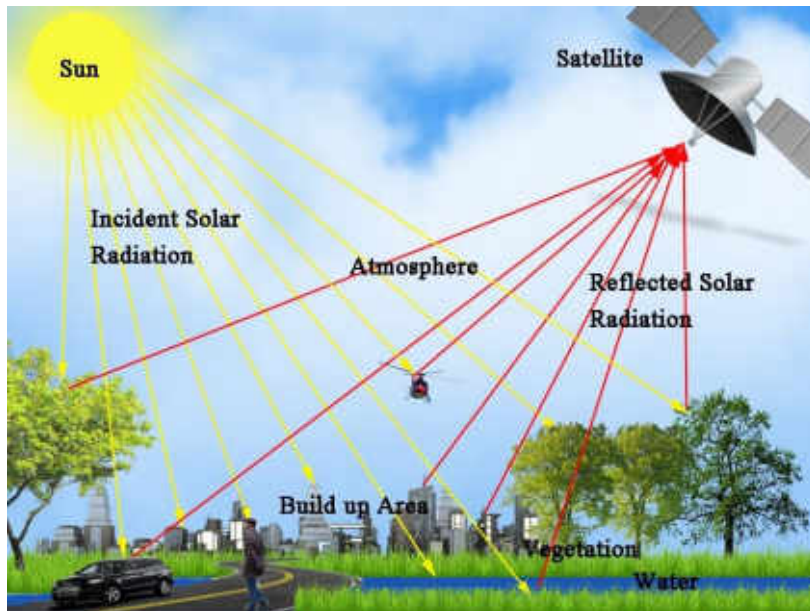 Sun
Satellite
Incident Solar
Radiation
Atmosphere
Reflected Solar
Radiation
Build up Area
Vegetation
Water